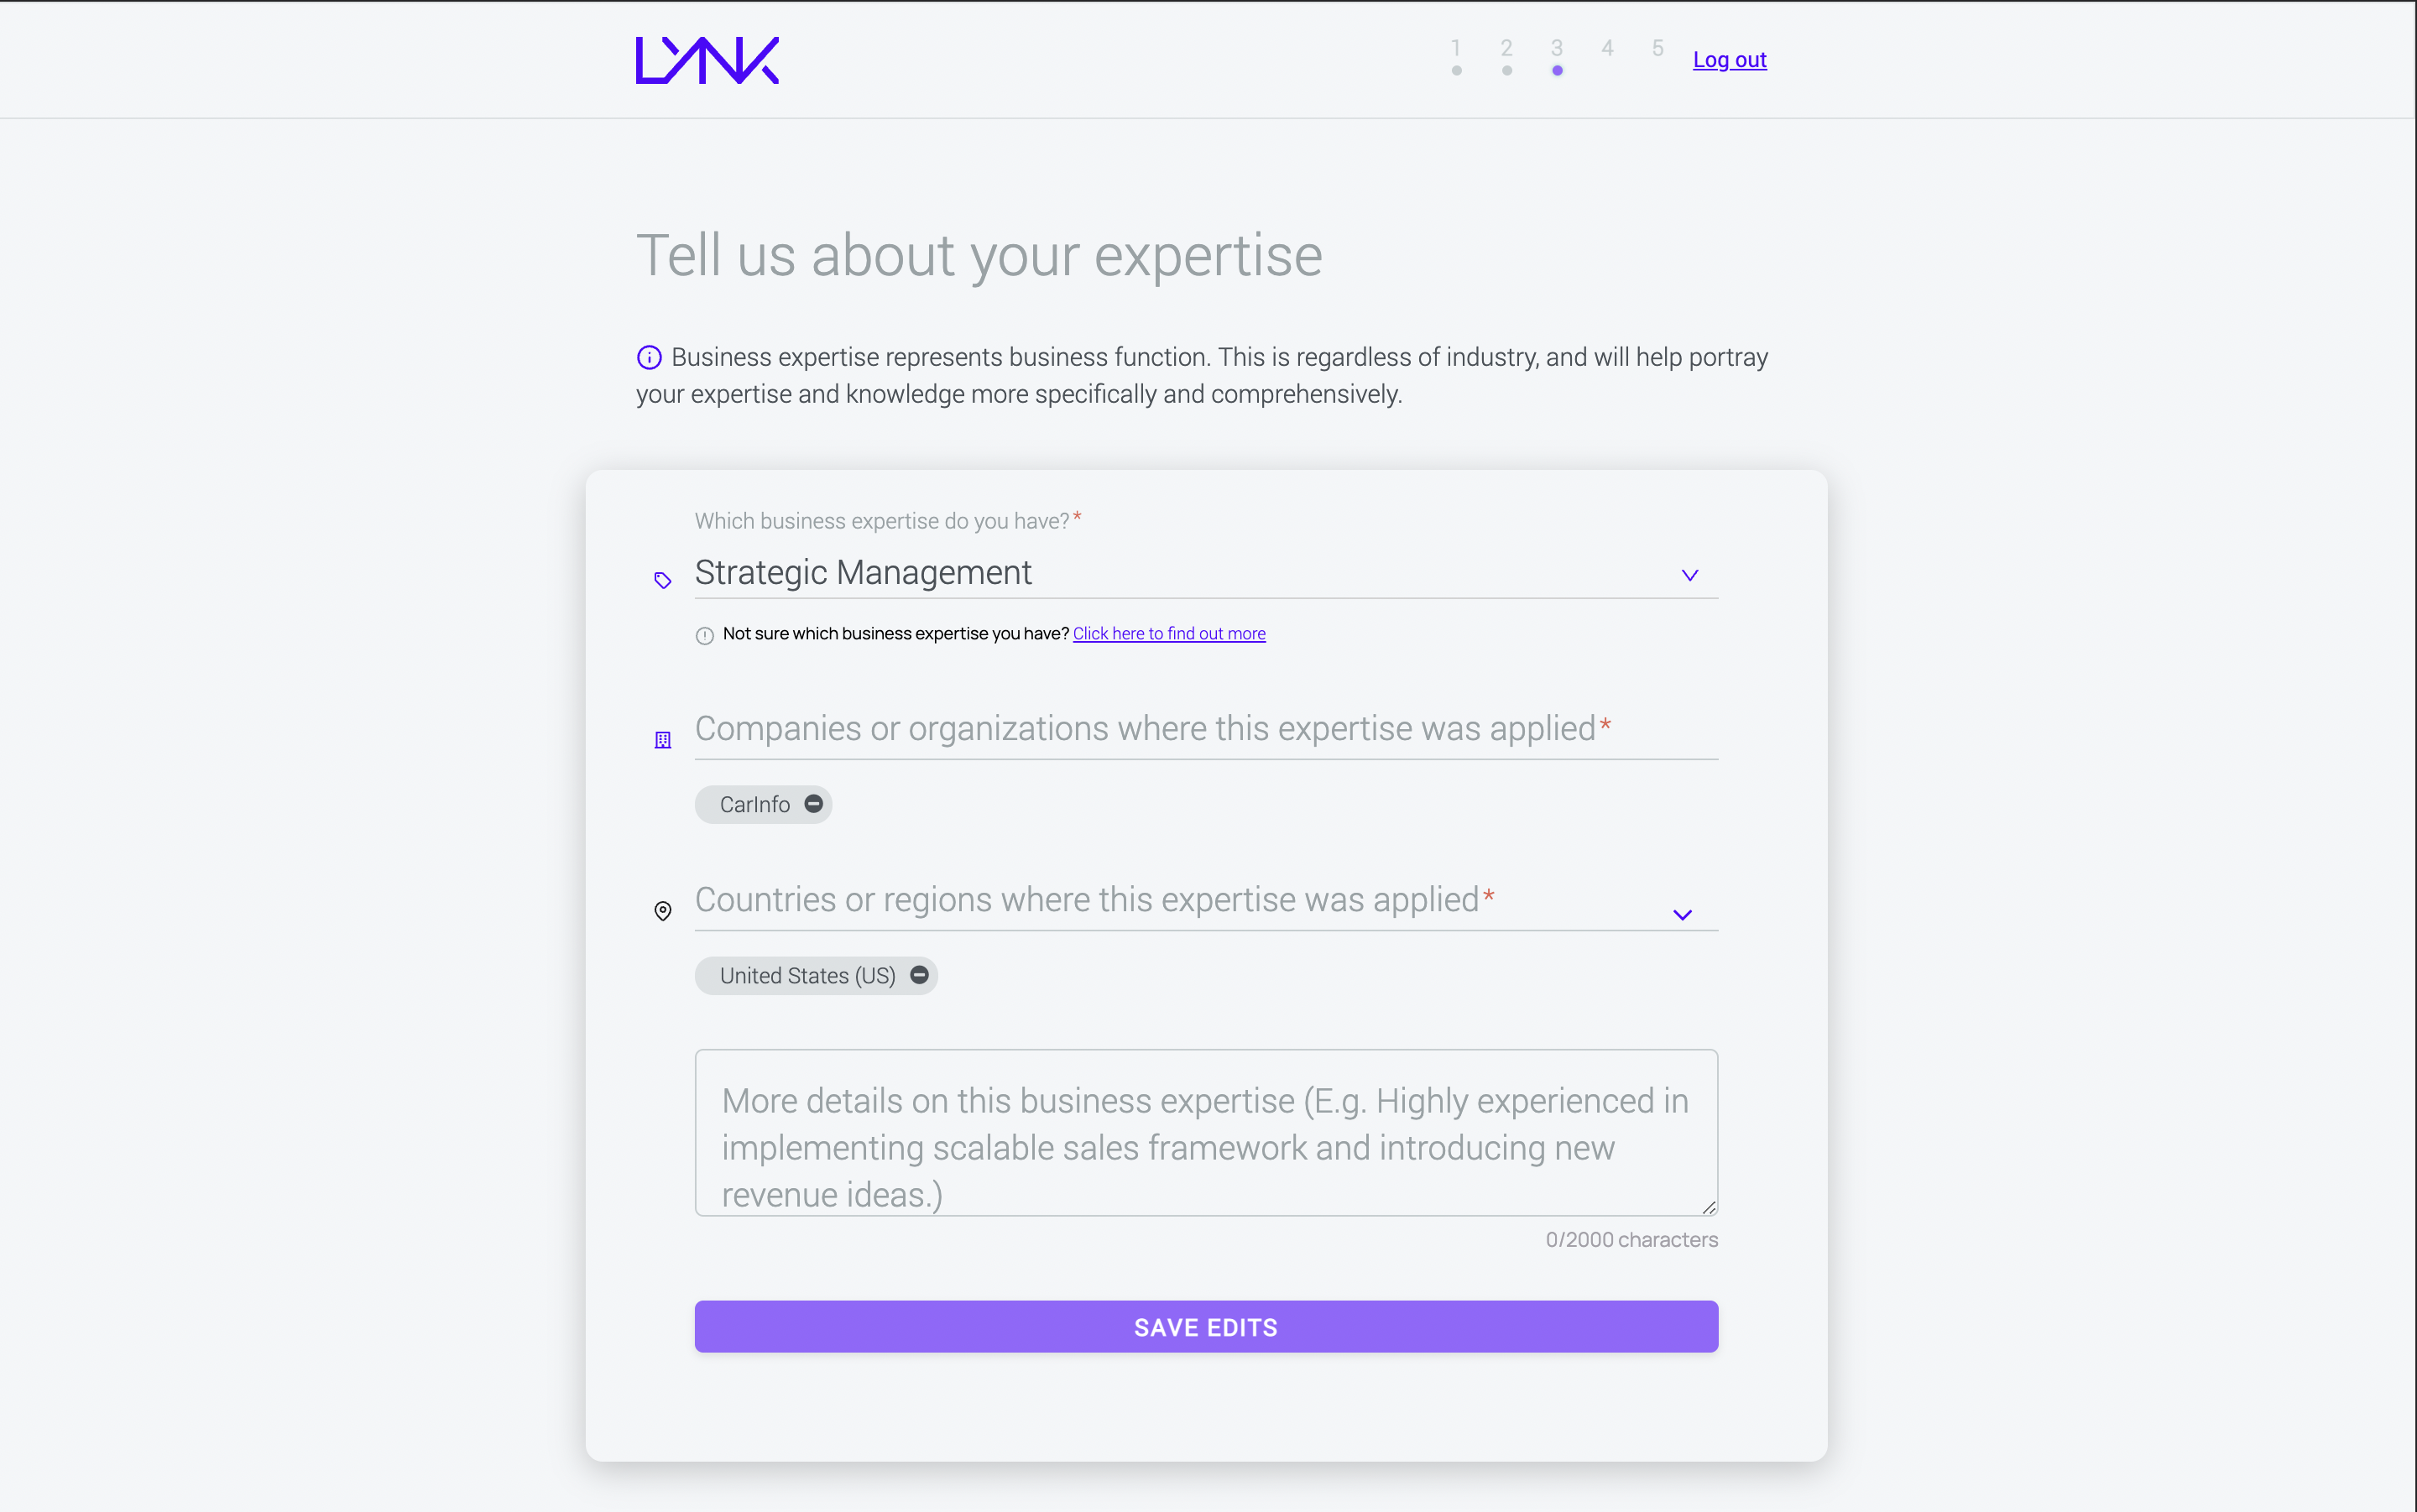 LYNK
1 2 3 4 5 Log out
Tell us about your expertise
Business expertise represents business function. This is regardless of industry, and will help portray
your expertise and knowledge more specifically and comprehensively.
Which business expertise do you have?*
Strategic Management
Not sure which business expertise you have? Click here to find out more
Companies or organizations where this expertise was applied*
CarInfo
Countries or regions where this expertise was applied*
United States (US)
More details on this business expertise (E.g. Highly experienced in
implementing scalable sales framework and introducing new
revenue ideas.)
0/2000 characters
SAVE EDITS